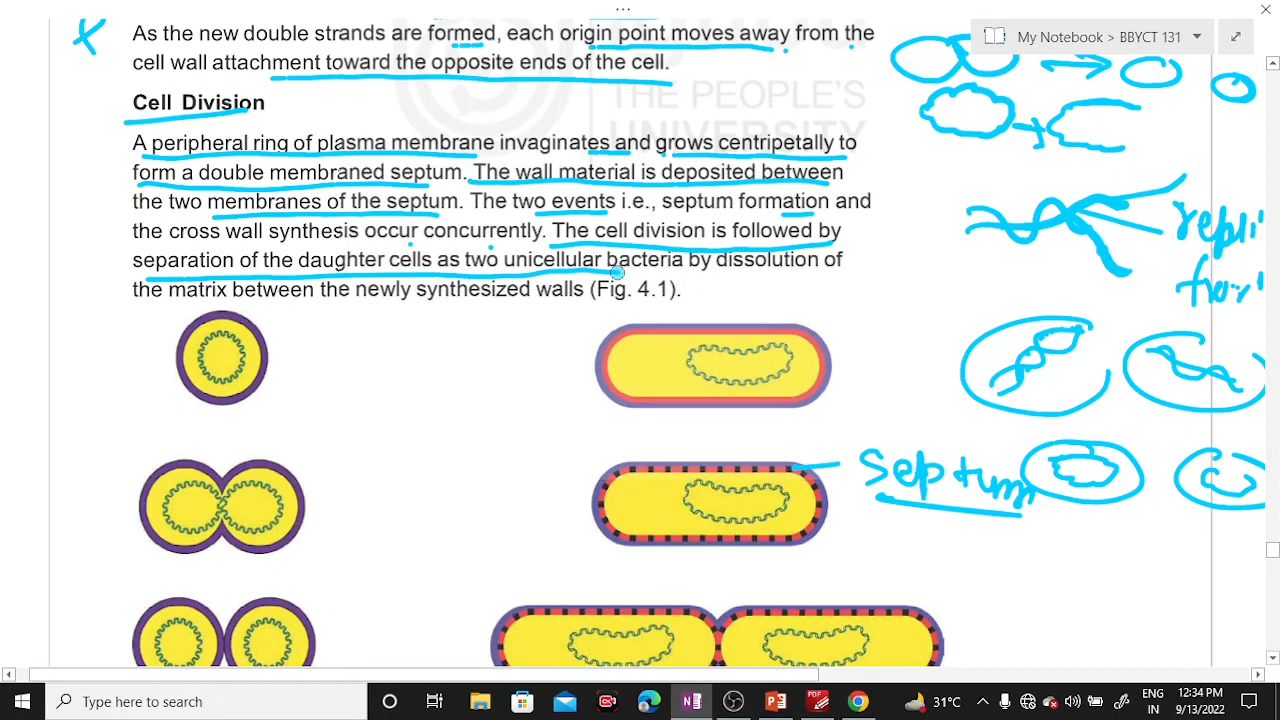 As the new double strands are formed, each origin point moves away from the
cell wall attachment toward the opposite ends of the cell.
My Notebook > BBYCT 131
THE PEOPLE'S
UNIVERSITY
Cell Division
A peripheral ring of plasma membrane invaginates and grows centripetally to
form a double membraned septum. The wall material is deposited between
the two membranes of the septum. The two events i.e., septum formation and
the cross wall synthesis occur concurrently. The cell division is followed by
separation of the daughter cells as two unicellular bacteria by dissolution of
the matrix between the newly synthesized walls (Fig. 4.1).
repli
Septum
Type here to search
31°C
ENG
IN
12:34 PM
9/13/2022